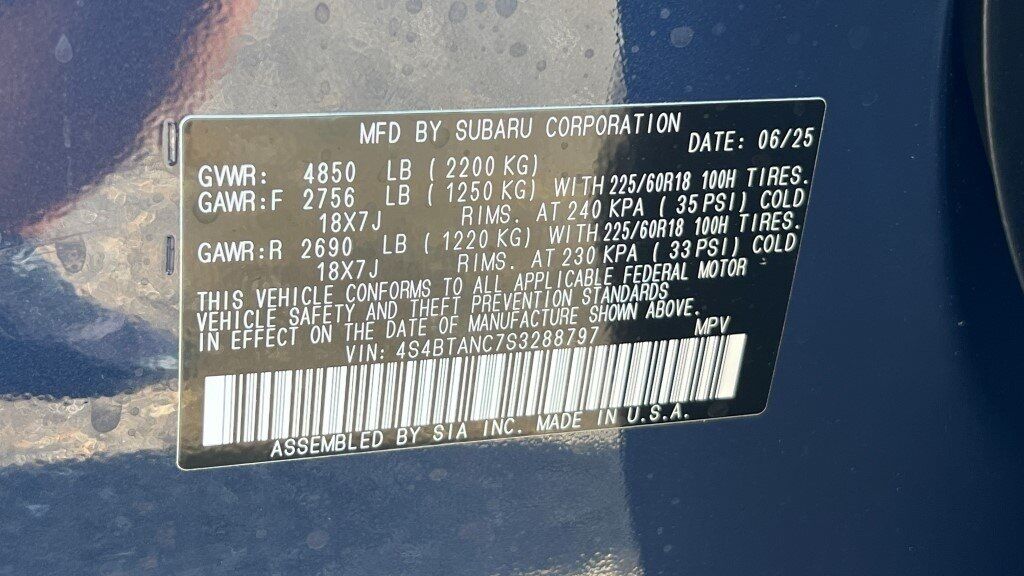 MFD BY SUBARU CORPORATION DATE: 06/25
GVWR: 4850 LB ( 2200 KG)
GAWR:F 2756 LB ( 1250 KG) WITH 225/60R18 100H TIRES.
18X7J RIMS. AT 240 KPA ( 35 PSI) COLD
GAWR:R 2690 LB ( 1220 KG) WITH 225/60R18 100H TIRES.
18X7J RIMS. AT 230 KPA ( 33 PSI) COLD
THIS VEHICLE CONFORMS TO ALL APPLICABLE FEDERAL MOTOR
VEHICLE SAFETY AND THEFT PREVENTION STANDARDS
IN EFFECT ON THE DATE OF MANUFACTURE SHOWN ABOVE.
VIN: 4S4BTANC7S3288797 MPV
ASSEMBLED BY SIA INC. MADE IN U.S.A.